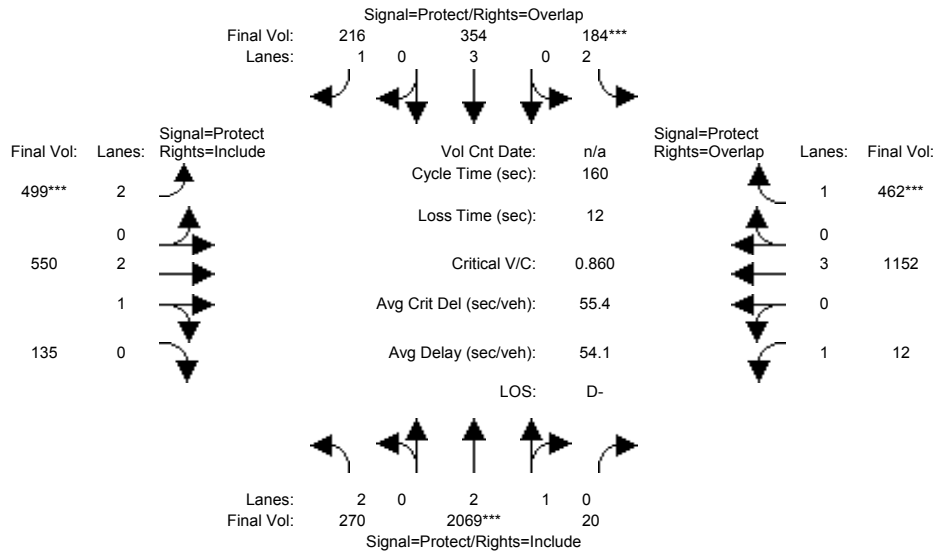 Signal=Protect/Rights=Overlap
Final Vol: 216 354 184***
Lanes: 1 0 3 0 2
Signal=Protect
Final Vol: Lanes: Rights=Include
Vol Cnt Date: n/a
Signal=Protect
Rights=Overlap Lanes: Final Vol:
Cycle Time (sec): 160
499*** 2
1 462***
Loss Time (sec): 12
0
0
550 2
Critical V/C: 0.860
3 1152
1
Avg Crit Del (sec/veh): 55.4
0
135 0
Avg Delay (sec/veh): 54.1
1 12
LOS: D-
Lanes: 2 0 2 1 0
Final Vol: 270 2069*** 20
Signal=Protect/Rights=Include